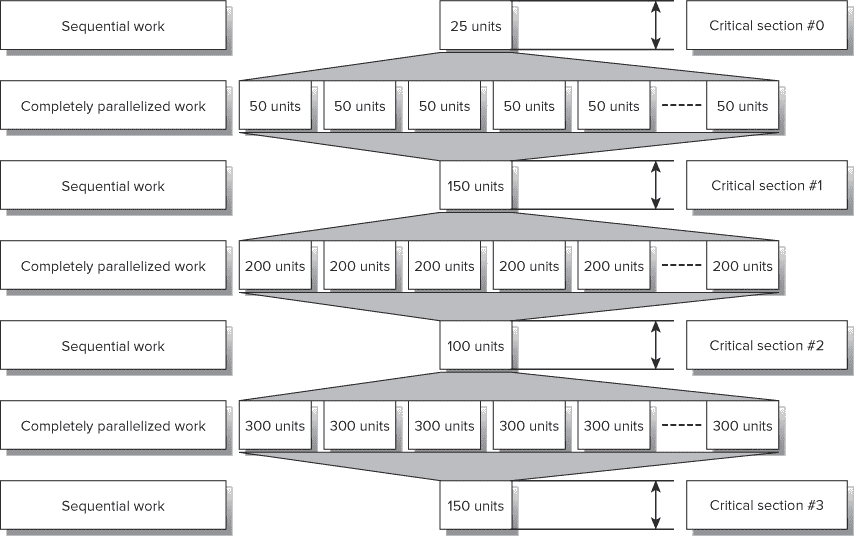 Sequential work
25 units
Critical section #0
Completely parallelized work
50 units
50 units
50 units
50 units
50 units
50 units
Sequential work
150 units
Critical section #1
Completely parallelized work
200 units
200 units
200 units
200 units
200 units
200 units
Sequential work
100 units
Critical section #2
Completely parallelized work
300 units
300 units
300 units
300 units
300 units
300 units
Sequential work
150 units
Critical section #3